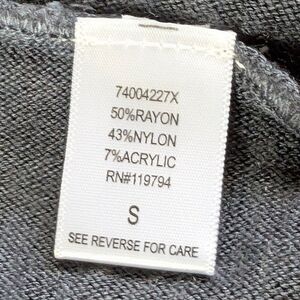 74004227X
50%RAYON
43%NYLON
7%ACRYLIC
RN#119794
S
SEE REVERSE FOR CARE